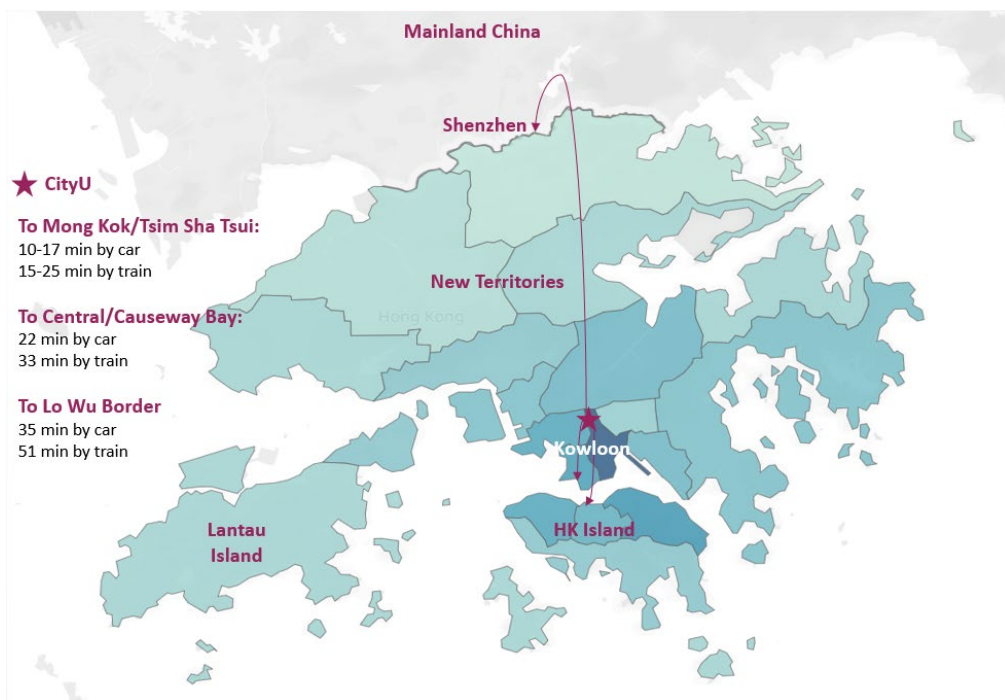 Mainland China
Shenzhen
CityU
To Mong Kok/Tsim Sha Tsui:
10-17 min by car
15-25 min by train
New Territories
Hong Kong
To Central/Causeway Bay:
22 min by car
33 min by train
To Lo Wu Border
35 min by car
51 min by train
Kowloon
Lantau
Island
HK Island